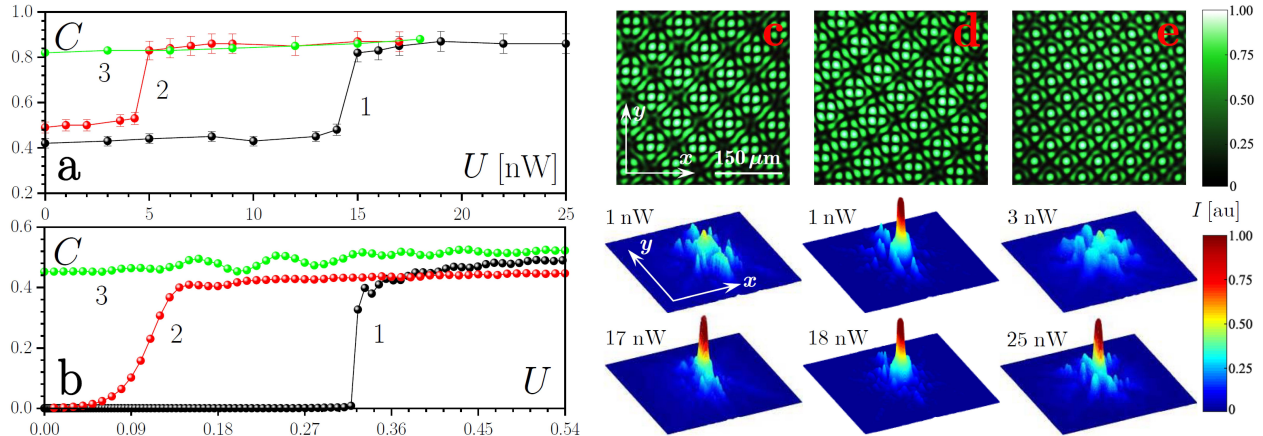 C
1.0
0.8
0.6
0.4
0.2
3
2
1
a
U [nW]
0 5 10 15 20 25
C
0.6
0.4
0.2
0.0
3
2
1
b
U
0.00 0.09 0.18 0.27 0.36 0.45 0.54
c
y
x
150 μm
d
e
1.00
0.75
0.50
0.25
0
1 nW
y
x
1 nW
3 nW
17 nW
18 nW
25 nW
I [au]
1.00
0.75
0.50
0.25
0